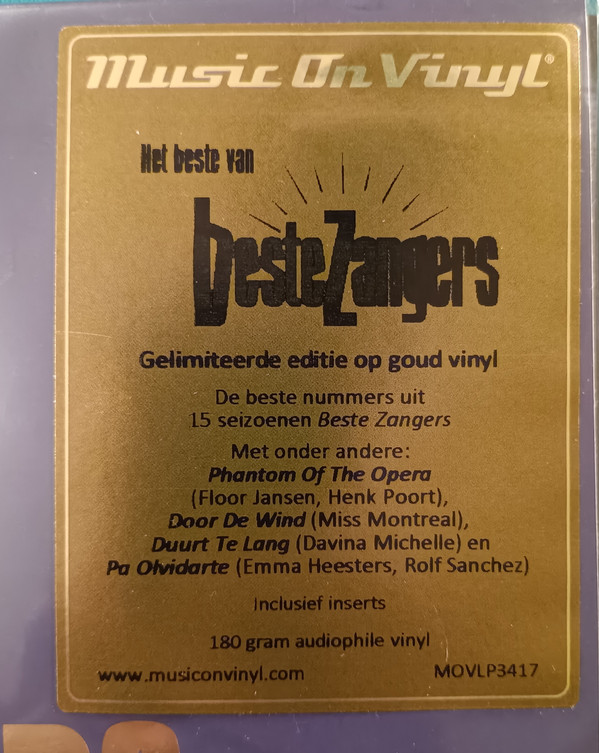 Music On Vinyl®
Het beste van
beste Zangers
Gelimiteerde editie op goud vinyl
De beste nummers uit
15 seizoenen Beste Zangers
Met onder andere:
Phantom Of The Opera
(Floor Jansen, Henk Poort),
Door De Wind (Miss Montreal),
Duurt Te Lang (Davina Michelle) en
Pa Olvidarte (Emma Heesters, Rolf Sanchez)
Inclusief inserts
180 gram audiophile vinyl
www.musiconvinyl.com MOVLP3417